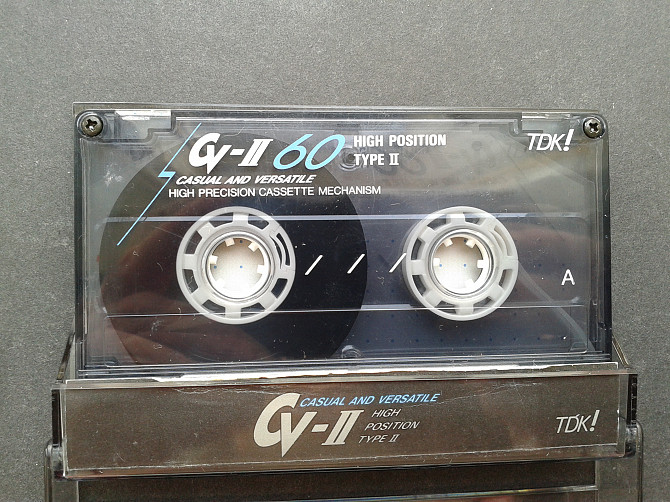 CV-II 60 HIGH POSITION
TYPE II
TDK!
CASUAL AND VERSATILE
HIGH PRECISION CASSETTE MECHANISM
A
CASUAL AND VERSATILE
CV-II HIGH
POSITION
TYPE II
TDK!